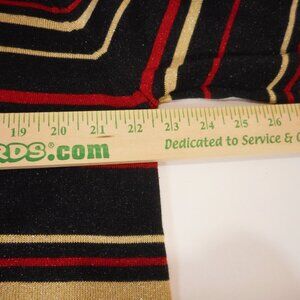 19 20 21 22 23 24 25 26
RDS.com Dedicated to Service & Q